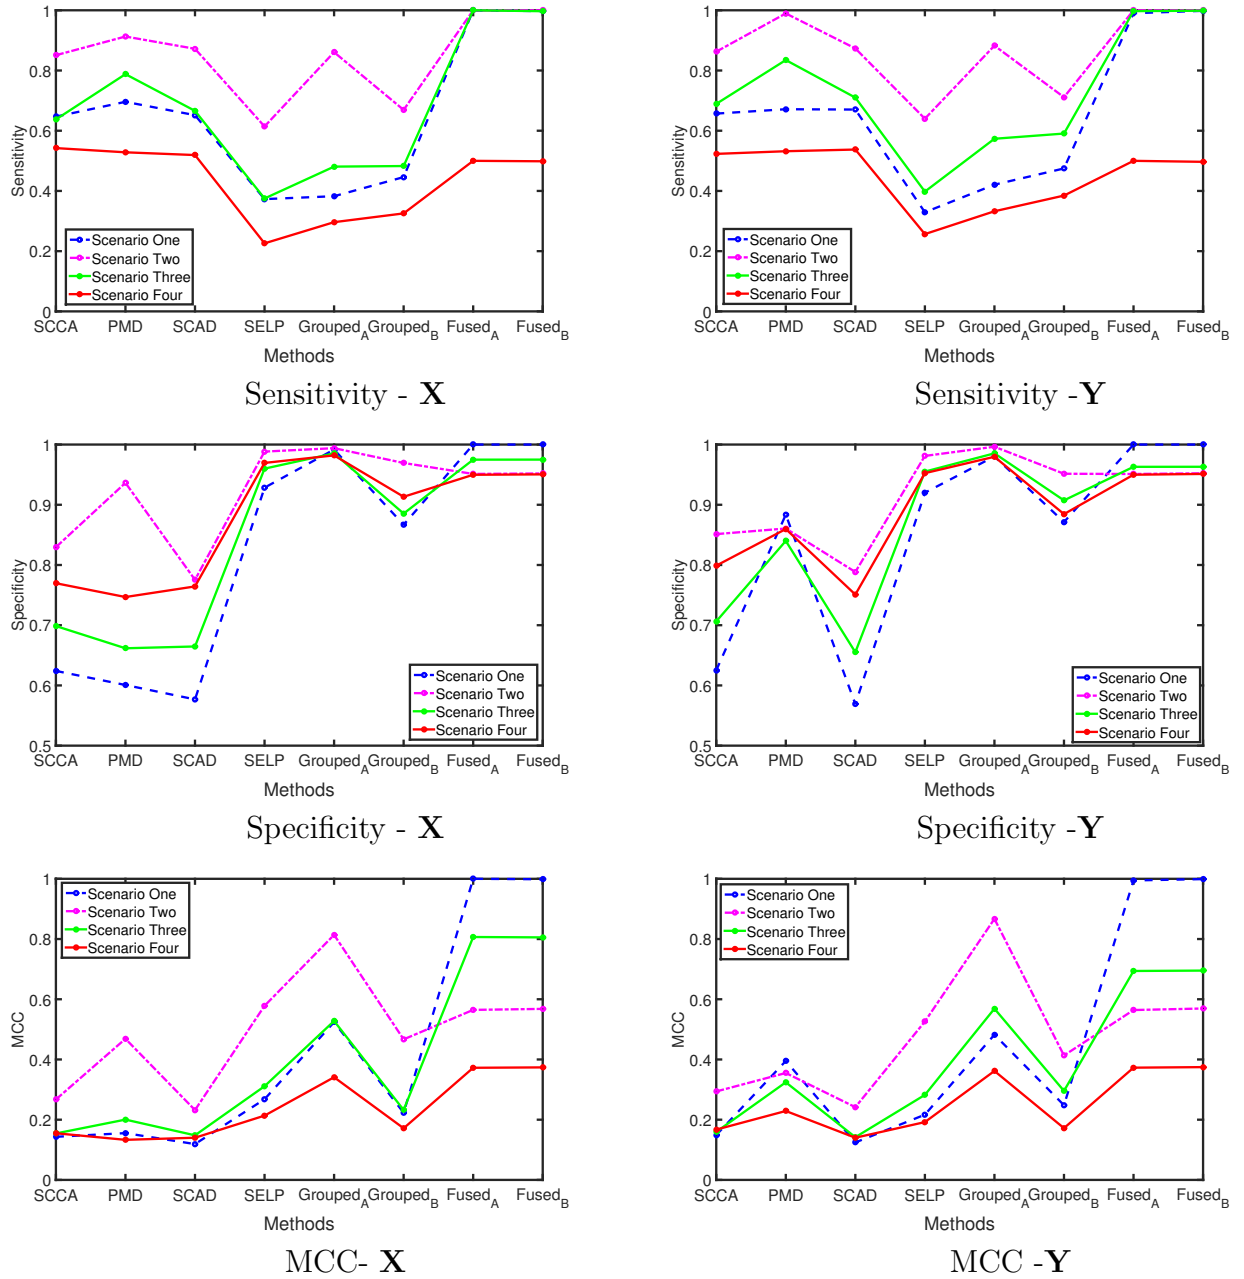 1
0.8
0.6
0.4
0.2
0
Sensitivity
Scenario One
Scenario Two
Scenario Three
Scenario Four
SCCA PMD SCAD SELP Grouped_A Grouped_B Fused_A Fused_B
Methods
Sensitivity - X
1
0.8
0.6
0.4
0.2
0
Sensitivity
Scenario One
Scenario Two
Scenario Three
Scenario Four
SCCA PMD SCAD SELP Grouped_A Grouped_B Fused_A Fused_B
Methods
Sensitivity -Y
1
0.9
0.8
0.7
0.6
0.5
Specificity
Scenario One
Scenario Two
Scenario Three
Scenario Four
SCCA PMD SCAD SELP Grouped_A Grouped_B Fused_A Fused_B
Methods
Specificity - X
1
0.9
0.8
0.7
0.6
0.5
Specificity
Scenario One
Scenario Two
Scenario Three
Scenario Four
SCCA PMD SCAD SELP Grouped_A Grouped_B Fused_A Fused_B
Methods
Specificity -Y
1
0.8
0.6
0.4
0.2
0
MCC
Scenario One
Scenario Two
Scenario Three
Scenario Four
SCCA PMD SCAD SELP Grouped_A Grouped_B Fused_A Fused_B
Methods
MCC- X
1
0.8
0.6
0.4
0.2
0
MCC
Scenario One
Scenario Two
Scenario Three
Scenario Four
SCCA PMD SCAD SELP Grouped_A Grouped_B Fused_A Fused_B
Methods
MCC -Y